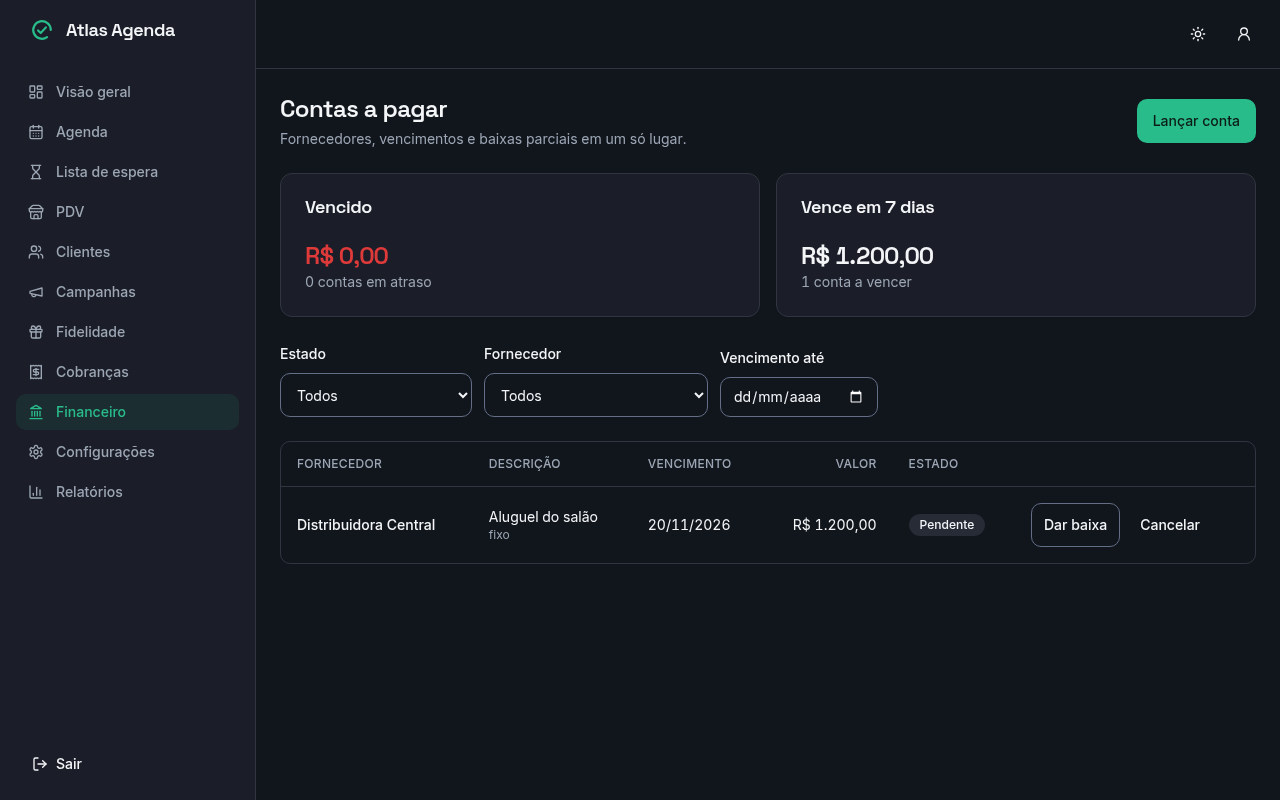 Atlas Agenda
Visão geral
Agenda
Lista de espera
PDV
Clientes
Campanhas
Fidelidade
Cobranças
Financeiro
Configurações
Relatórios
Sair
Contas a pagar
Fornecedores, vencimentos e baixas parciais em um só lugar.
Lançar conta
Vencido
R$ 0,00
0 contas em atraso
Vence em 7 dias
R$ 1.200,00
1 conta a vencer
Estado
Todos
Fornecedor
Todos
Vencimento até
dd/mm/aaaa
FORNECEDOR DESCRIÇÃO VENCIMENTO VALOR ESTADO
Distribuidora Central Aluguel do salão 20/11/2026 R$ 1.200,00 Pendente Dar baixa Cancelar
fixo